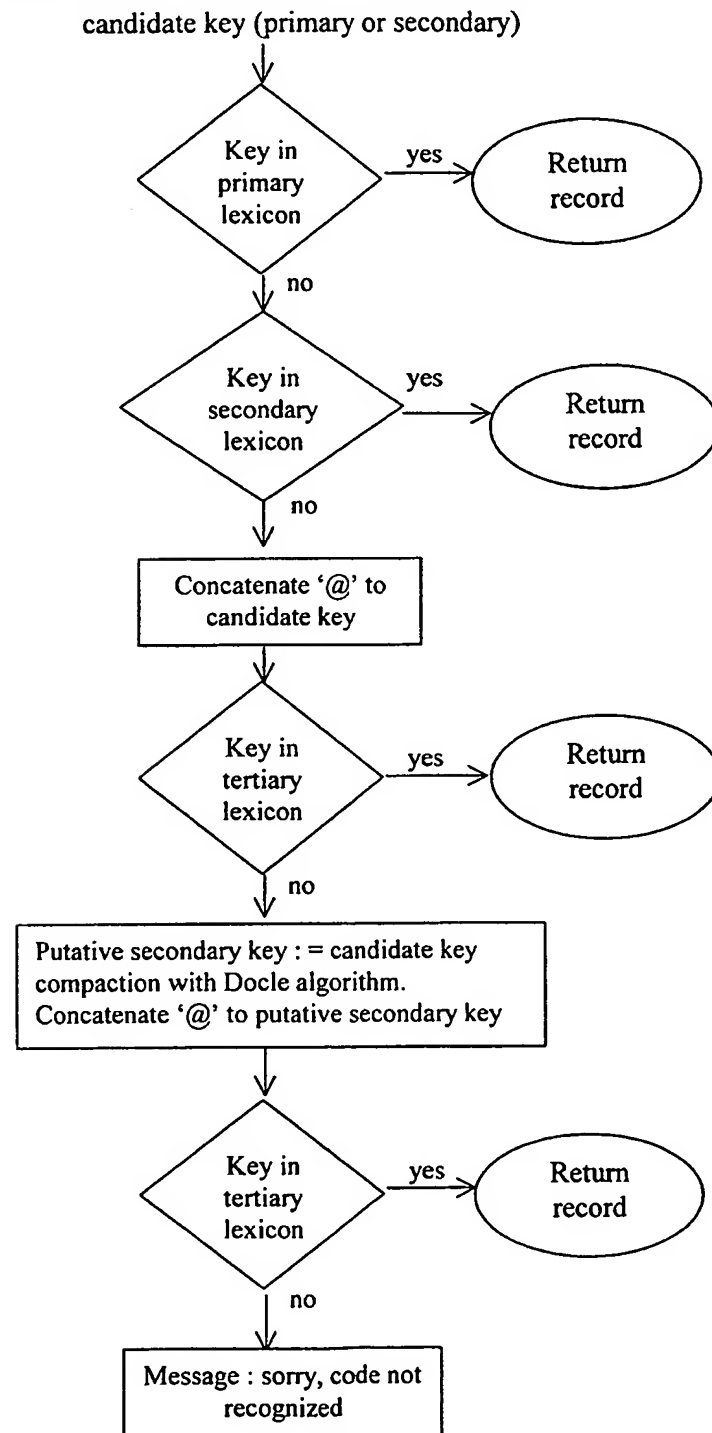 candidate key (primary or secondary)
Key in
primary
lexicon
yes
Return
record
no
Key in
secondary
lexicon
yes
Return
record
no
Concatenate ‘@’ to
candidate key
Key in
tertiary
lexicon
yes
Return
record
no
Putative secondary key : = candidate key
compaction with Docle algorithm.
Concatenate ‘@’ to putative secondary key
Key in
tertiary
lexicon
yes
Return
record
no
Message : sorry, code not
recognized